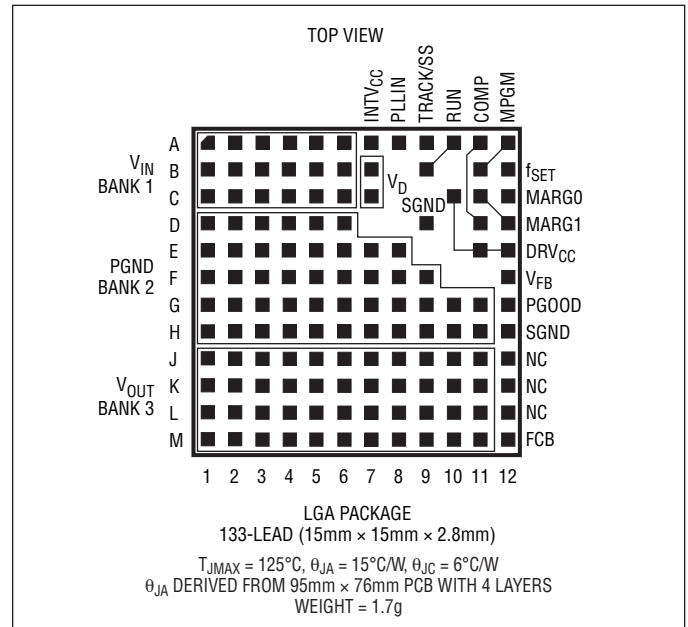 TOP VIEW
INTVCC
PLLIN
TRACK/SS
RUN
COMP
MPGM
A
VIN
BANK 1
B
C
VD
SGND
fSET
MARG0
MARG1
D
PGND
BANK 2
E
F
G
H
DRVCC
VFB
PGOOD
SGND
VOUT
BANK 3
J
K
L
M
NC
NC
NC
FCB
1 2 3 4 5 6 7 8 9 10 11 12
LGA PACKAGE
133-LEAD (15mm × 15mm × 2.8mm)
TJMAX = 125°C, θJA = 15°C/W, θJC = 6°C/W
θJA DERIVED FROM 95mm × 76mm PCB WITH 4 LAYERS
WEIGHT = 1.7g